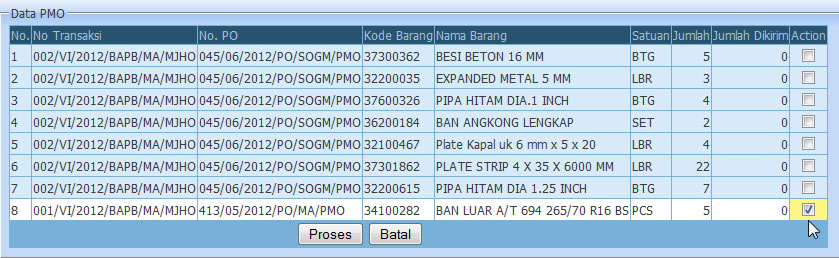 Data PMO
No. No Transaksi No. PO Kode Barang Nama Barang Satuan Jumlah Jumlah Dikirim Action
1 002/VI/2012/BAPB/MA/MJHO 045/06/2012/PO/SOGM/PMO 37300362 BESI BETON 16 MM BTG 5 0
2 002/VI/2012/BAPB/MA/MJHO 045/06/2012/PO/SOGM/PMO 32200035 EXPANDED METAL 5 MM LBR 3 0
3 002/VI/2012/BAPB/MA/MJHO 045/06/2012/PO/SOGM/PMO 37600326 PIPA HITAM DIA.1 INCH BTG 4 0
4 002/VI/2012/BAPB/MA/MJHO 045/06/2012/PO/SOGM/PMO 36200184 BAN ANGKONG LENGKAP SET 2 0
5 002/VI/2012/BAPB/MA/MJHO 045/06/2012/PO/SOGM/PMO 32100467 Plate Kapal uk 6 mm x 5 x 20 LBR 4 0
6 002/VI/2012/BAPB/MA/MJHO 045/06/2012/PO/SOGM/PMO 37301862 PLATE STRIP 4 X 35 X 6000 MM LBR 22 0
7 002/VI/2012/BAPB/MA/MJHO 045/06/2012/PO/SOGM/PMO 32200615 PIPA HITAM DIA 1.25 INCH BTG 7 0
8 001/VI/2012/BAPB/MA/MJHO 413/05/2012/PO/MA/PMO 34100282 BAN LUAR A/T 694 265/70 R16 BS PCS 5 0
Proses Batal